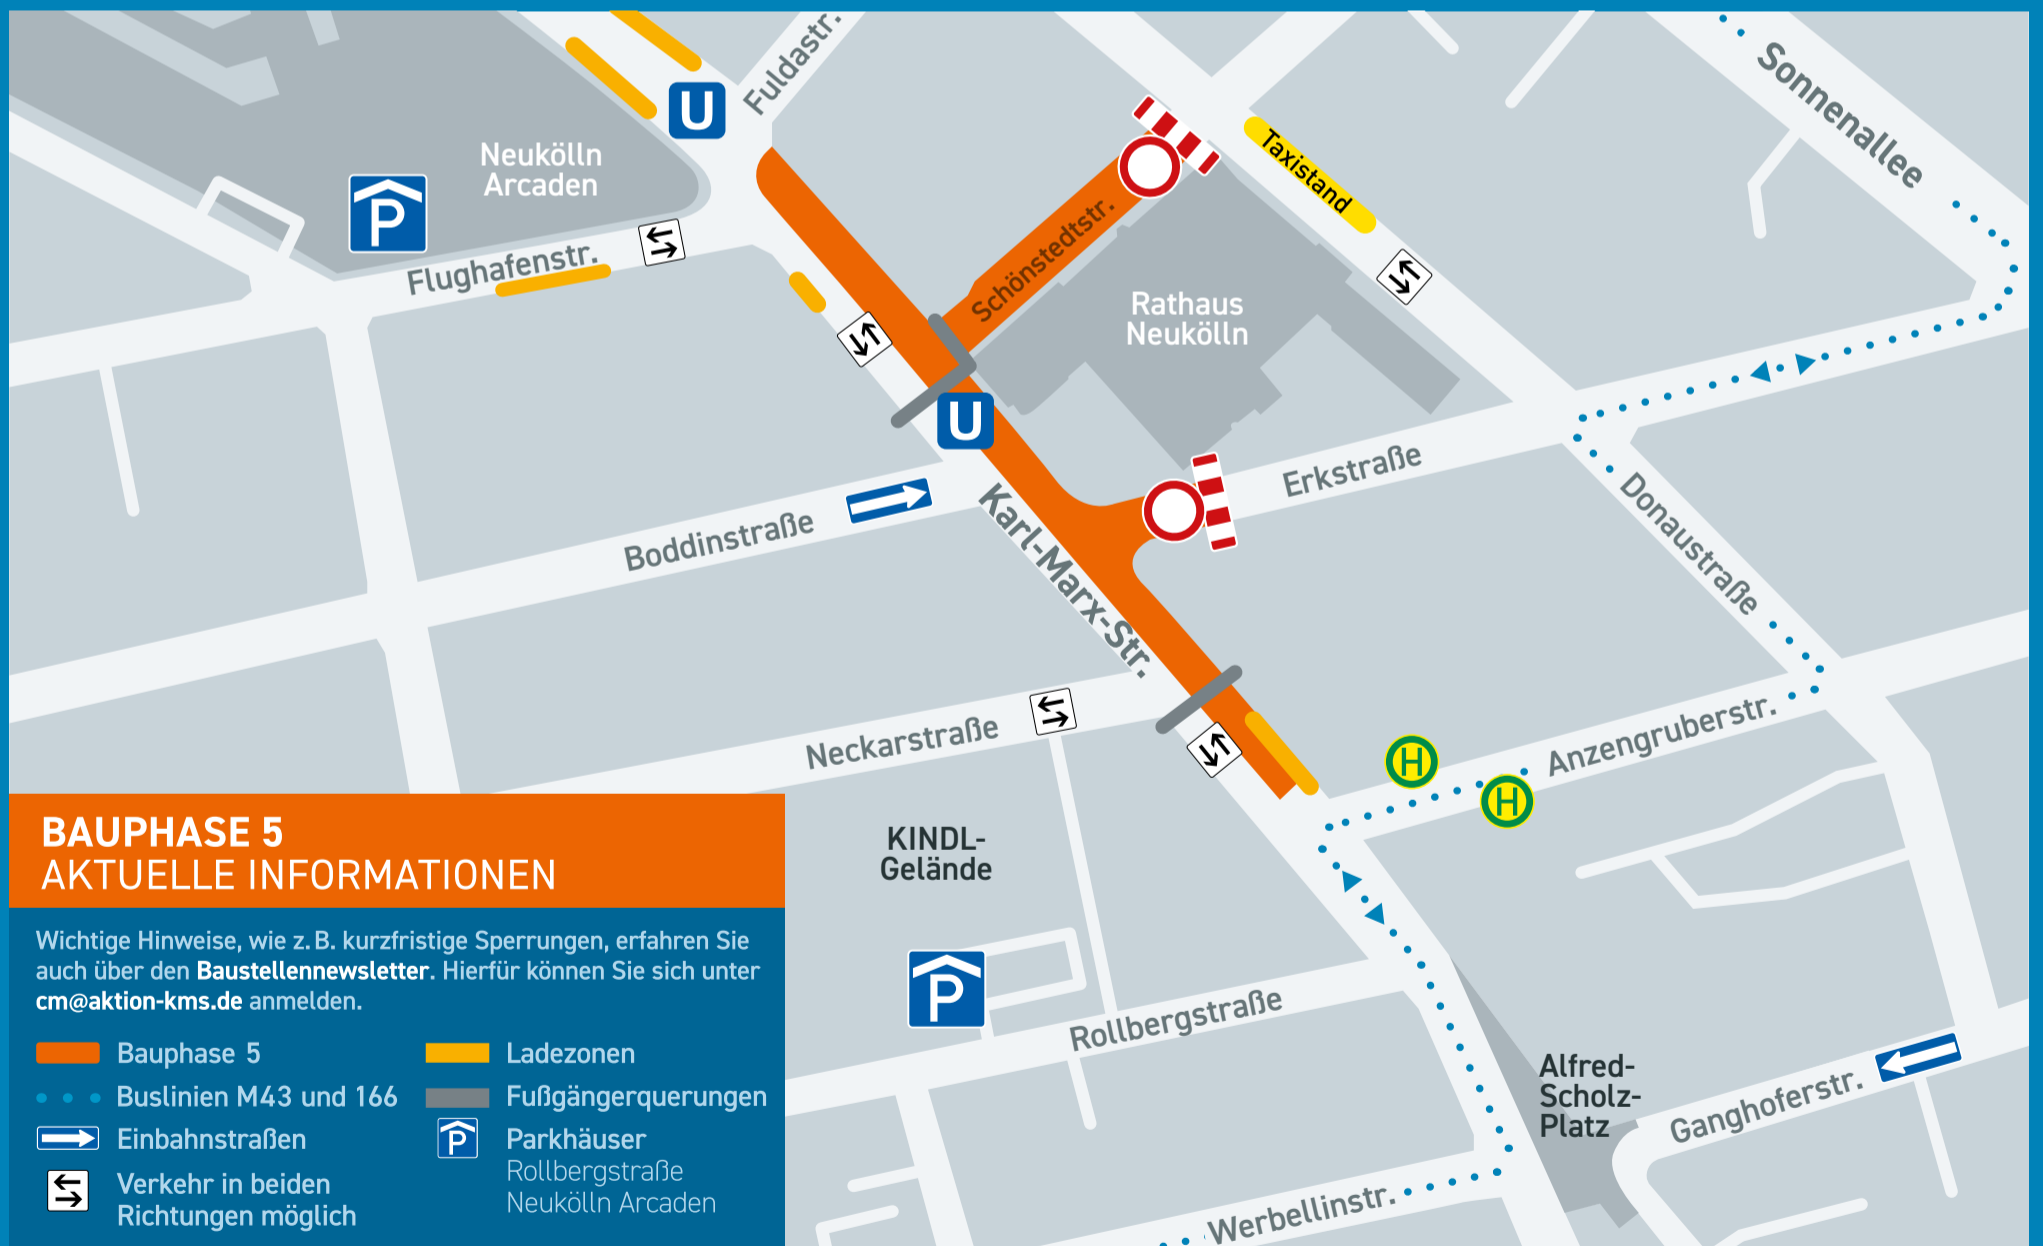 Sonnenallee
Fuldastr.
U
Taxistand
Neukölln
Arcaden
P
Schönstedtstr.
Flughafenstr.
Rathaus
Neukölln
U
Erkstraße
Donaustraße
Karl-Marx-Str.
Boddinstraße
Neckarstraße
Anzengruberstr.
H
H
KINDL-
Gelände
P
Rollbergstraße
Alfred-
Scholz-
Platz
Ganghoferstr.
Werbellinstr.
BAUPHASE 5
AKTUELLE INFORMATIONEN
Wichtige Hinweise, wie z. B. kurzfristige Sperrungen, erfahren Sie
auch über den Baustellennewsletter. Hierfür können Sie sich unter
cm@aktion-kms.de anmelden.
Bauphase 5
Buslinien M43 und 166
Einbahnstraßen
Verkehr in beiden
Richtungen möglich
Ladezonen
Fußgängerquerungen
P
Parkhäuser
Rollbergstraße
Neukölln Arcaden